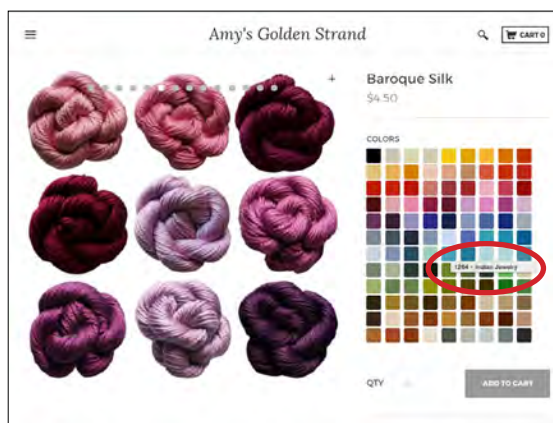 Amy's Golden Strand
CART 0
Baroque Silk
$4.50
COLORS
1284 - Indian Jewelry
QTY
ADD TO CART